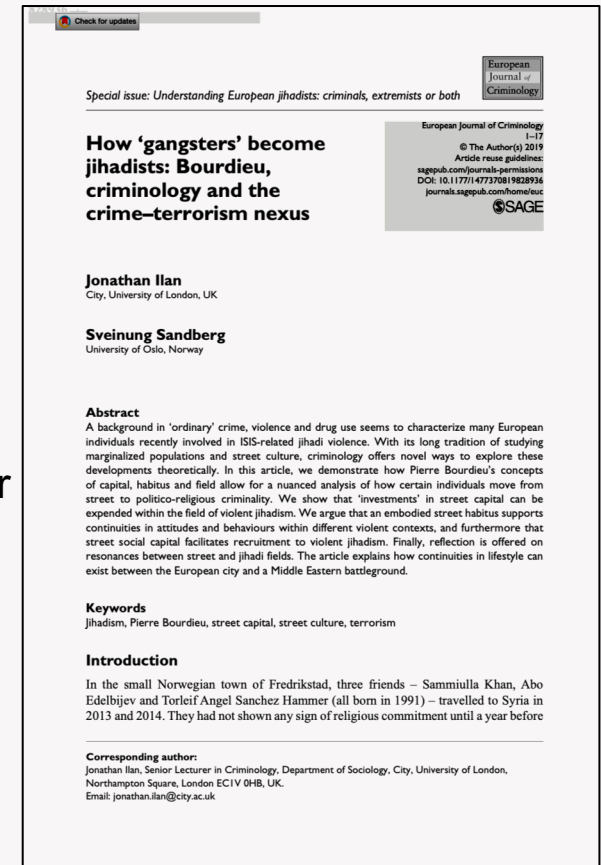 Check for updates
Special issue: Understanding European jihadists: criminals, extremists or both
European
Journal of
Criminology
How ‘gangsters’ become
jihadists: Bourdieu,
criminology and the
crime–terrorism nexus
European Journal of Criminology
1–17
© The Author(s) 2019
Article reuse guidelines:
sagepub.com/journals-permissions
DOI: 10.1177/1477370819828936
journals.sagepub.com/home/euc
SAGE
Jonathan Ilan
City, University of London, UK
Sveinung Sandberg
University of Oslo, Norway
Abstract
A background in ‘ordinary’ crime, violence and drug use seems to characterize many European
individuals recently involved in ISIS-related jihadi violence. With its long tradition of studying
marginalized populations and street culture, criminology offers novel ways to explore these
developments theoretically. In this article, we demonstrate how Pierre Bourdieu’s concepts
of capital, habitus and field allow for a nuanced analysis of how certain individuals move from
street to politico-religious criminality. We show that ‘investments’ in street capital can be
expended within the field of violent jihadism. We argue that an embodied street habitus supports
continuities in attitudes and behaviours within different violent contexts, and furthermore that
street social capital facilitates recruitment to violent jihadism. Finally, reflection is offered on
resonances between street and jihadi fields. The article explains how continuities in lifestyle can
exist between the European city and a Middle Eastern battleground.
r
Keywords
Jihadism, Pierre Bourdieu, street capital, street culture, terrorism
Introduction
In the small Norwegian town of Fredrikstad, three friends – Sammiulla Khan, Abo
Edelbijev and Torleif Angel Sanchez Hammer (all born in 1991) – travelled to Syria in
2013 and 2014. They had not shown any sign of religious commitment until a year before
Corresponding author:
Jonathan Ilan, Senior Lecturer in Criminology, Department of Sociology, City, University of London,
Northampton Square, London EC1V 0HB, UK.
Email: jonathan.ilan@city.ac.uk